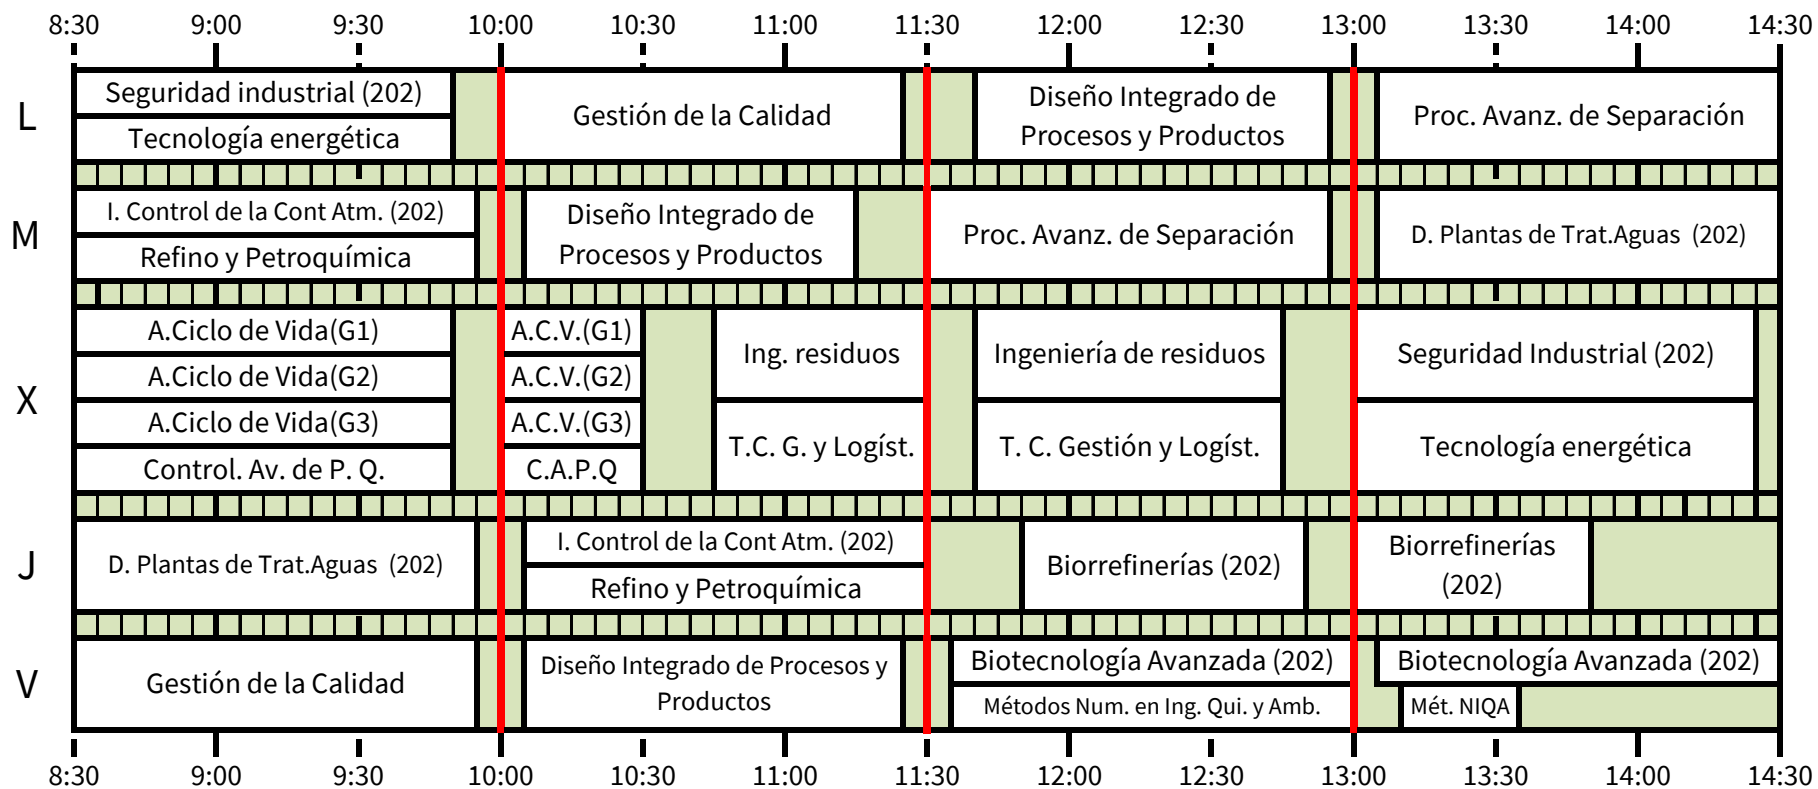 8:30 9:00 9:30 10:00 10:30 11:00 11:30 12:00 12:30 13:00 13:30 14:00 14:30
L
Seguridad industrial (202)
Tecnología energética
Gestión de la Calidad
Diseño Integrado de
Procesos y Productos
Proc. Avanz. de Separación
M
I. Control de la Cont Atm. (202)
Refino y Petroquímica
Diseño Integrado de
Procesos y Productos
Proc. Avanz. de Separación
D. Plantas de Trat.Aguas (202)
X
A.Ciclo de Vida(G1)
A.Ciclo de Vida(G2)
A.Ciclo de Vida(G3)
Control. Av. de P. Q.
A.C.V.(G1)
A.C.V.(G2)
A.C.V.(G3)
C.A.P.Q
Ing. residuos
T.C. G. y Logíst.
Ingeniería de residuos
T. C. Gestión y Logíst.
Seguridad Industrial (202)
Tecnología energética
J
D. Plantas de Trat.Aguas (202)
I. Control de la Cont Atm. (202)
Refino y Petroquímica
Biorrefinerías (202)
Biorrefinerías
(202)
V
Gestión de la Calidad
Diseño Integrado de Procesos y
Productos
Biotecnología Avanzada (202)
Métodos Num. en Ing. Qui. y Amb.
Biotecnología Avanzada (202)
Mét. NIQA
8:30 9:00 9:30 10:00 10:30 11:00 11:30 12:00 12:30 13:00 13:30 14:00 14:30